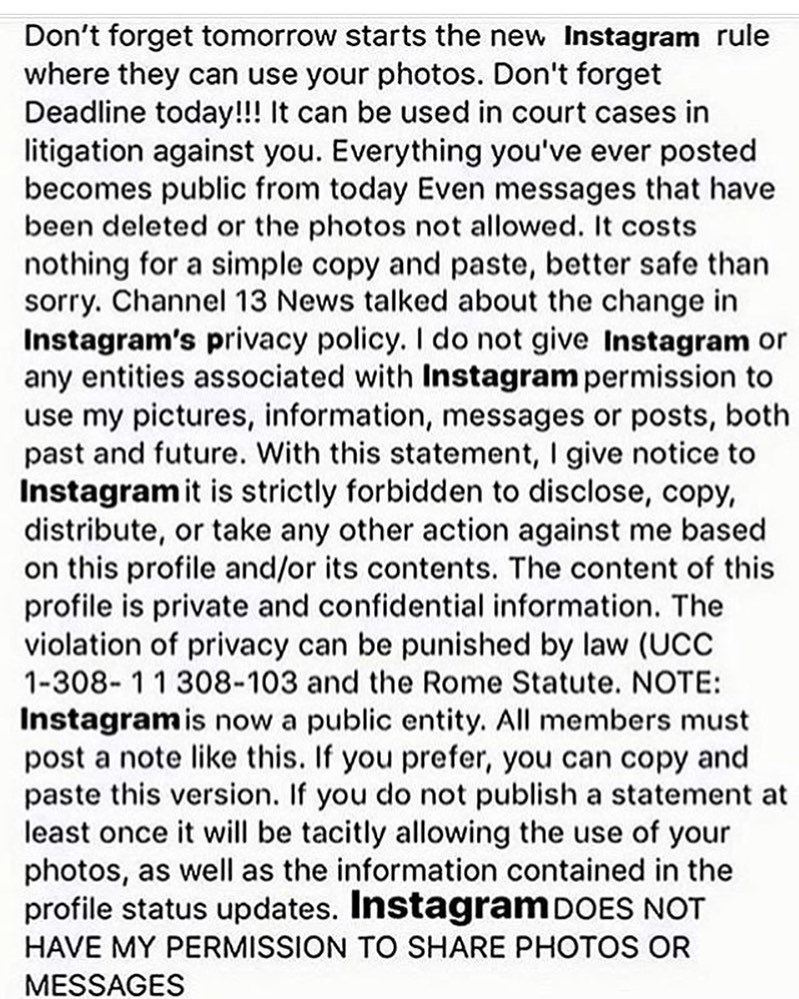 Don’t forget tomorrow starts the new Instagram rule
where they can use your photos. Don't forget
Deadline today!!! It can be used in court cases in
litigation against you. Everything you've ever posted
becomes public from today Even messages that have
been deleted or the photos not allowed. It costs
nothing for a simple copy and paste, better safe than
sorry. Channel 13 News talked about the change in
Instagram's privacy policy. I do not give Instagram or
any entities associated with Instagram permission to
use my pictures, information, messages or posts, both
past and future. With this statement, I give notice to
Instagram it is strictly forbidden to disclose, copy,
distribute, or take any other action against me based
on this profile and/or its contents. The content of this
profile is private and confidential information. The
violation of privacy can be punished by law (UCC
1-308- 1 1 308-103 and the Rome Statute. NOTE:
Instagram is now a public entity. All members must
post a note like this. If you prefer, you can copy and
paste this version. If you do not publish a statement at
least once it will be tacitly allowing the use of your
photos, as well as the information contained in the
profile status updates. Instagram DOES NOT
HAVE MY PERMISSION TO SHARE PHOTOS OR
MESSAGES